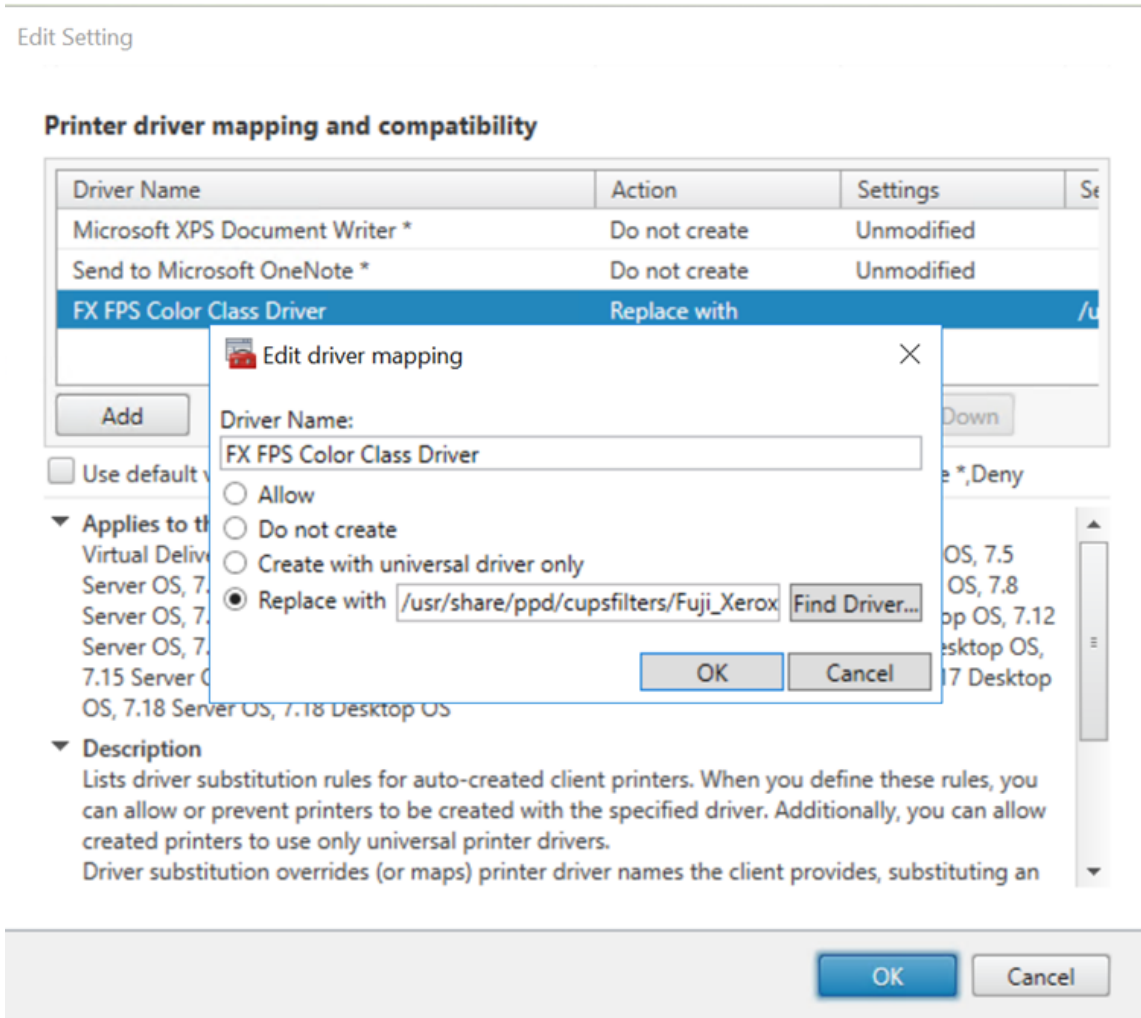 Edit Setting
Printer driver mapping and compatibility
Driver Name Action Settings Se
Microsoft XPS Document Writer * Do not create Unmodified
Send to Microsoft OneNote * Do not create Unmodified
FX FPS Color Class Driver Replace with /u
Edit driver mapping
Add Down
Driver Name:
FX FPS Color Class Driver
Use default *,Deny
Allow
Do not create
Create with universal driver only
Replace with /usr/share/ppd/cupsfilters/Fuji_Xerox Find Driver...
OK Cancel
Applies to th
Virtual Delive OS, 7.5
Server OS, 7. OS, 7.8
Server OS, 7. op OS, 7.12
Server OS, 7. esktop OS,
7.15 Server 17 Desktop
OS, 7.18 Server OS, 7.18 Desktop OS
Description
Lists driver substitution rules for auto-created client printers. When you define these rules, you
can allow or prevent printers to be created with the specified driver. Additionally, you can allow
created printers to use only universal printer drivers.
Driver substitution overrides (or maps) printer driver names the client provides, substituting an
OK Cancel